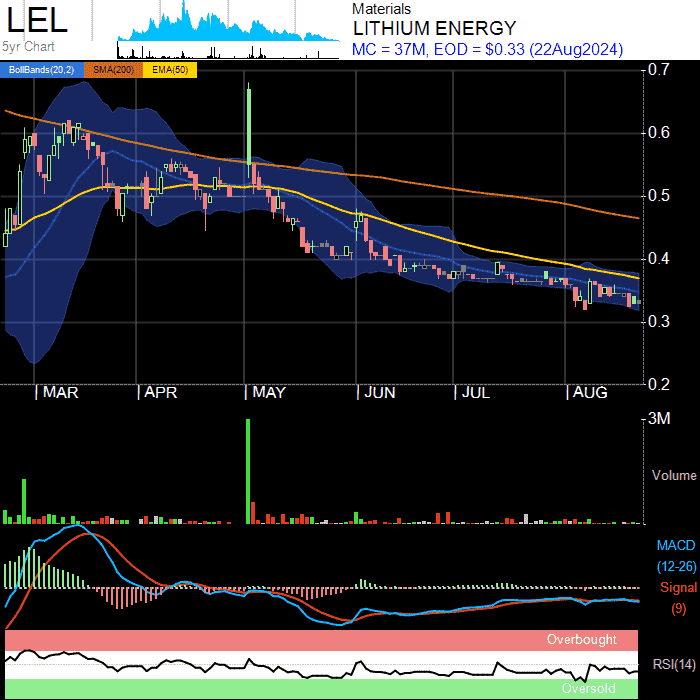 LEL
5yr Chart
Materials
LITHIUM ENERGY
MC = 37M, EOD = $0.33 (22Aug2024)
BollBands(20,2) SMA(200) EMA(50)
0.7
0.6
0.5
0.4
0.3
0.2
MAR APR MAY JUN JUL AUG
3M
Volume
MACD
(12-26)
Signal
(9)
Overbought
RSI(14)
Oversold